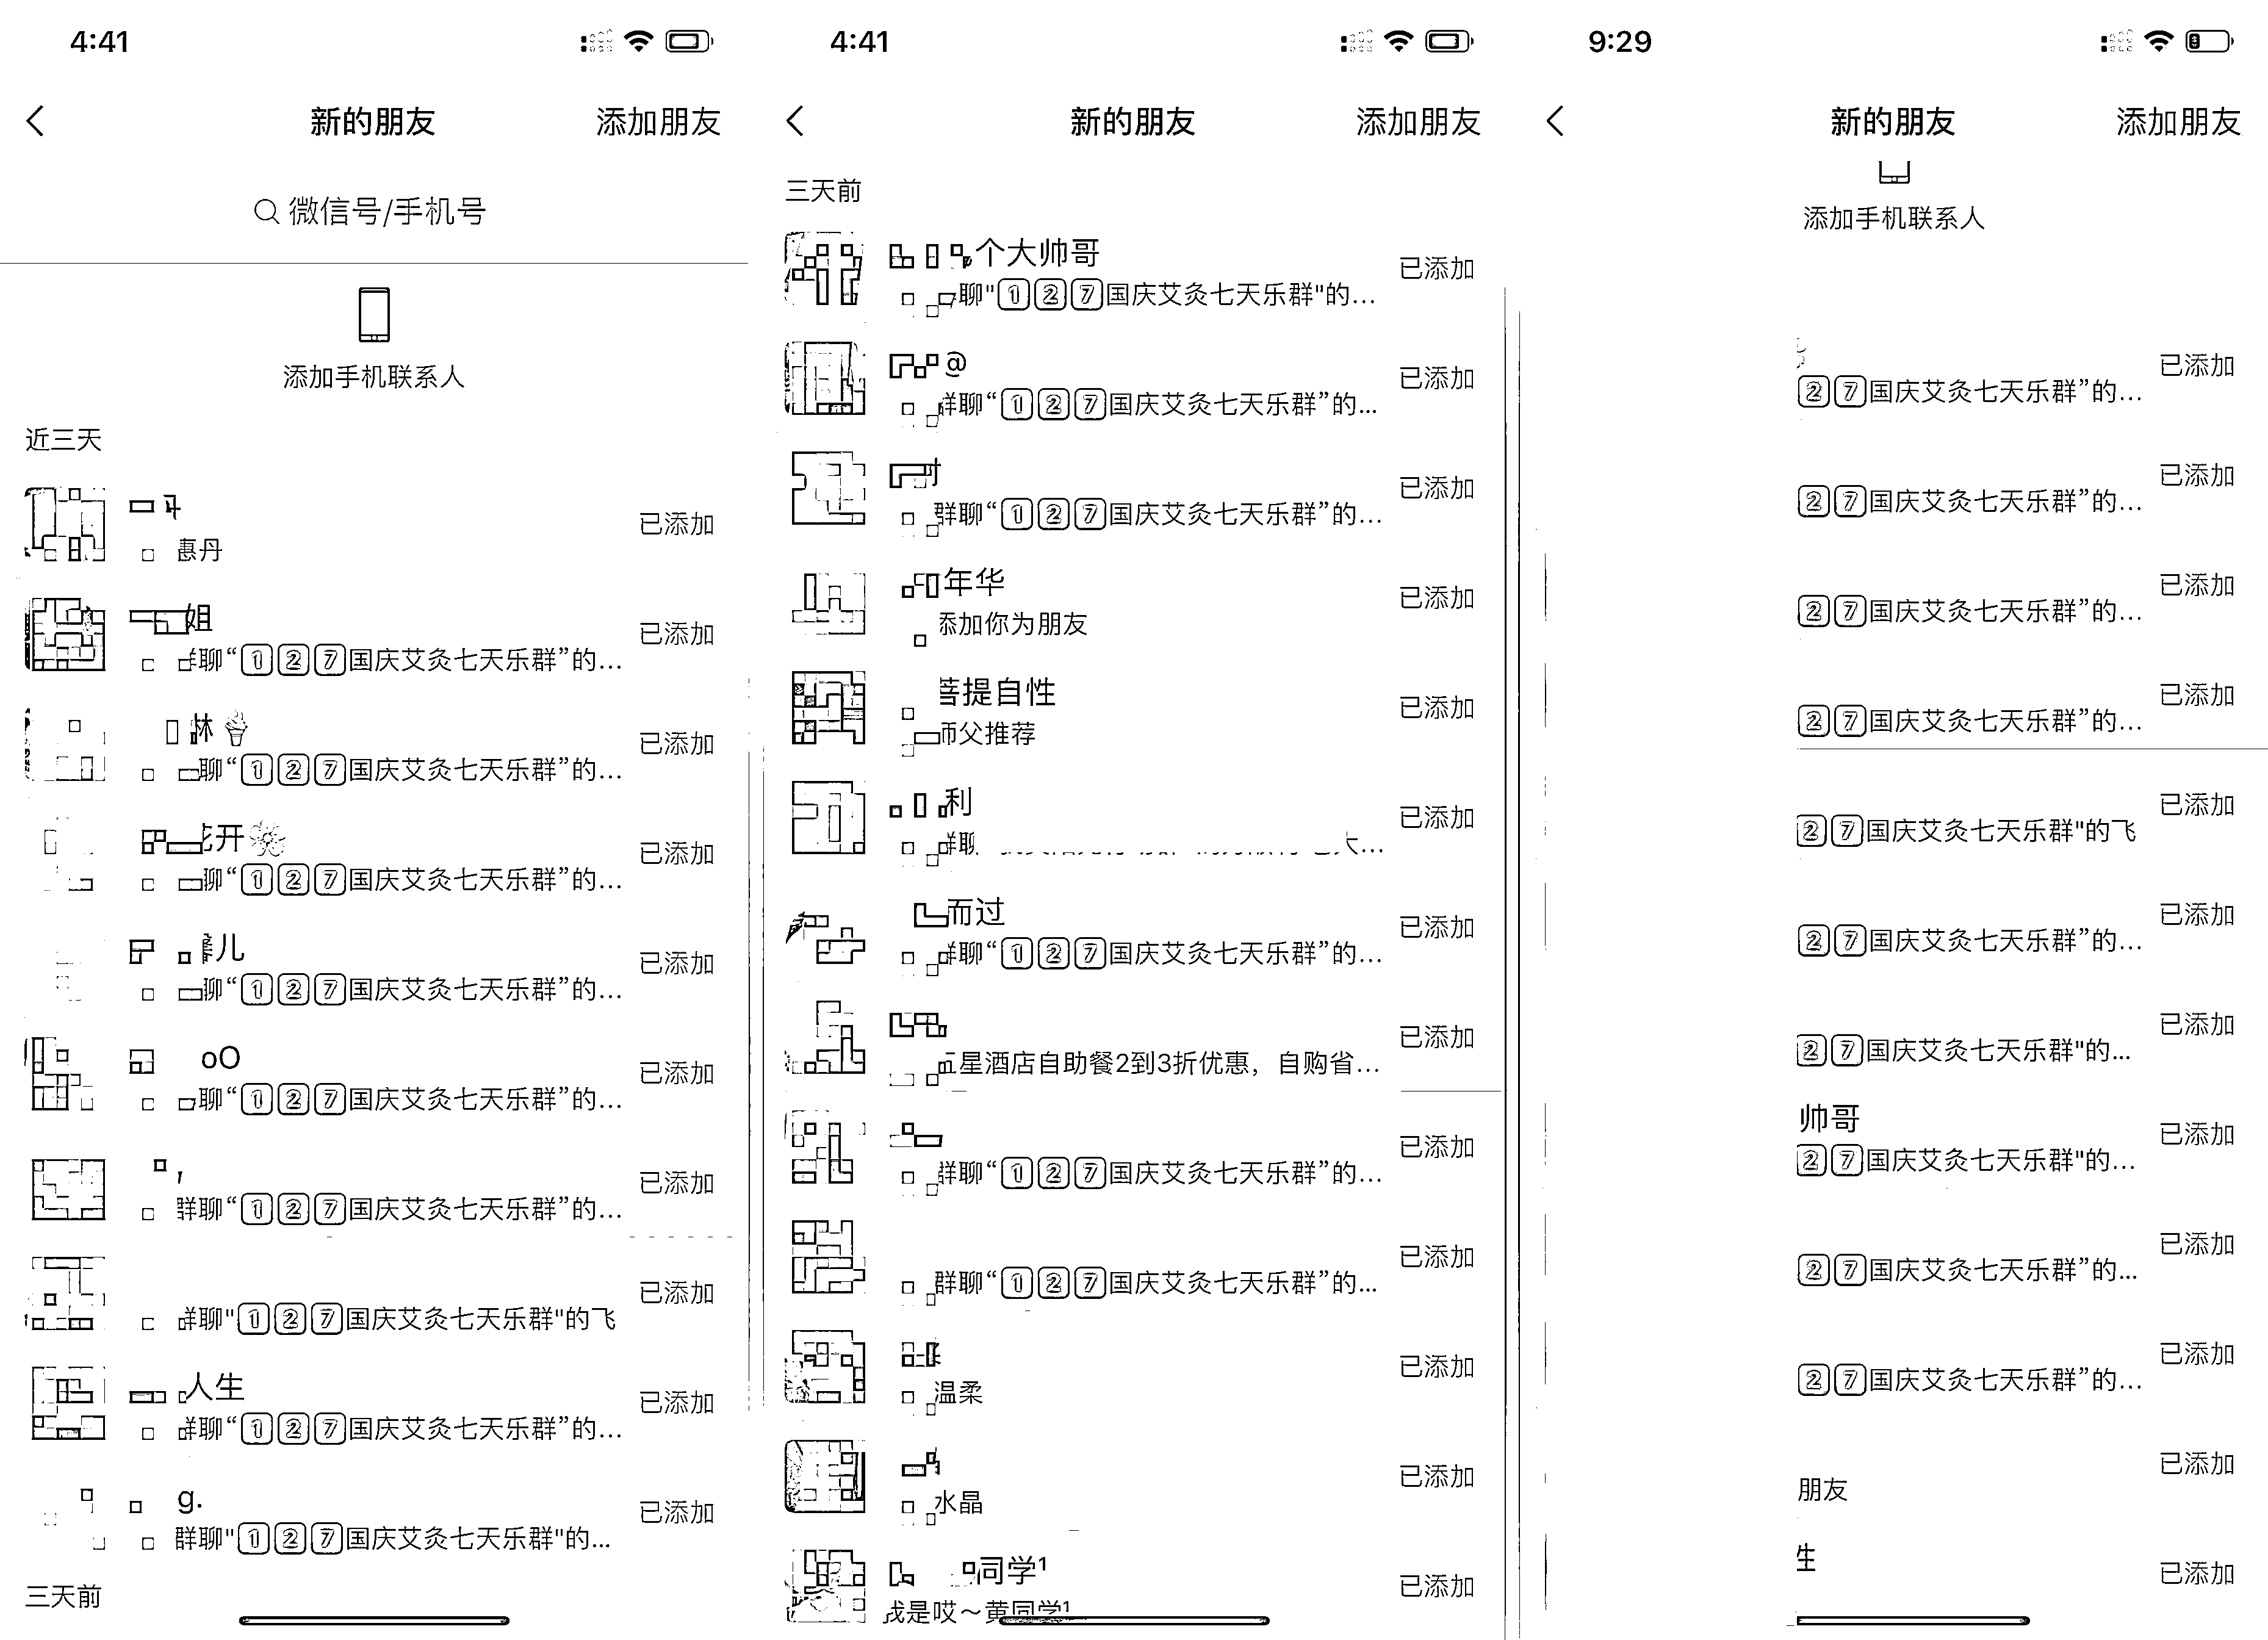 4:41
新的朋友
添加朋友
微信号/手机号
添加手机联系人
近三天
已添加
惠丹
姐
已添加
聊“127国庆艾灸七天乐群”的...
林
已添加
聊“127国庆艾灸七天乐群”的...
开
已添加
聊“127国庆艾灸七天乐群”的...
儿
已添加
聊“127国庆艾灸七天乐群”的...
oO
已添加
聊“127国庆艾灸七天乐群”的...
已添加
群聊“127国庆艾灸七天乐群”的...
已添加
聊"127国庆艾灸七天乐群"的飞
人生
已添加
聊“127国庆艾灸七天乐群”的...
g.
已添加
群聊"127国庆艾灸七天乐群"的...
三天前
4:41
新的朋友
添加朋友
三天前
个大帅哥
已添加
聊"127国庆艾灸七天乐群"的...
@
已添加
聊“127国庆艾灸七天乐群”的...
已添加
群聊“127国庆艾灸七天乐群”的...
年华
已添加
添加你为朋友
菩提自性
已添加
师父推荐
利
已添加
聊
而过
已添加
聊“127国庆艾灸七天乐群”的...
已添加
星酒店自助餐2到3折优惠，自购省...
已添加
群聊“127国庆艾灸七天乐群”的...
已添加
群聊“127国庆艾灸七天乐群”的...
已添加
温柔
已添加
水晶
同学¹
已添加
我是哎～黄同学¹
9:29
新的朋友
添加朋友
添加手机联系人
已添加
27国庆艾灸七天乐群”的...
已添加
27国庆艾灸七天乐群”的...
已添加
27国庆艾灸七天乐群”的...
已添加
27国庆艾灸七天乐群”的...
已添加
27国庆艾灸七天乐群"的飞
已添加
27国庆艾灸七天乐群”的...
已添加
27国庆艾灸七天乐群"的...
帅哥
已添加
27国庆艾灸七天乐群"的...
已添加
27国庆艾灸七天乐群”的...
已添加
27国庆艾灸七天乐群”的...
已添加
朋友
性
已添加